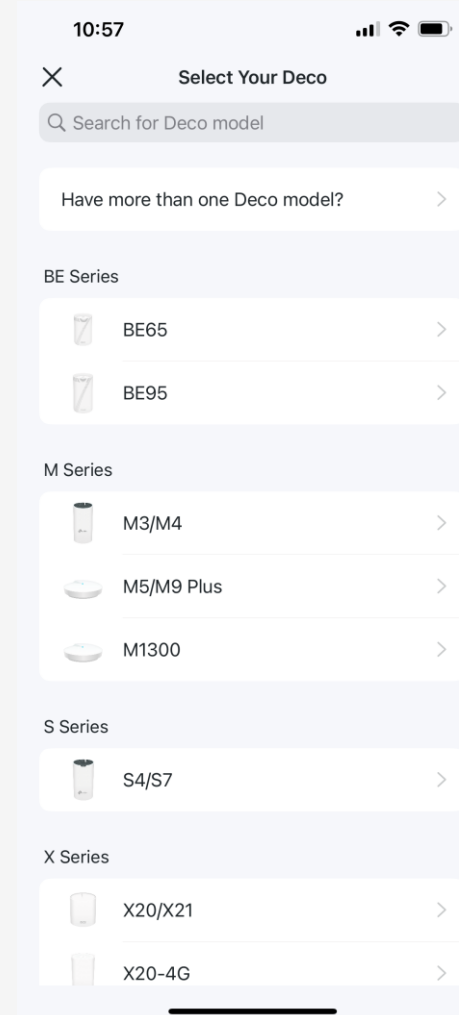 10:57
Select Your Deco
Search for Deco model
Have more than one Deco model?
BE Series
BE65
BE95
M Series
M3/M4
M5/M9 Plus
M1300
S Series
S4/S7
X Series
X20/X21
X20-4G